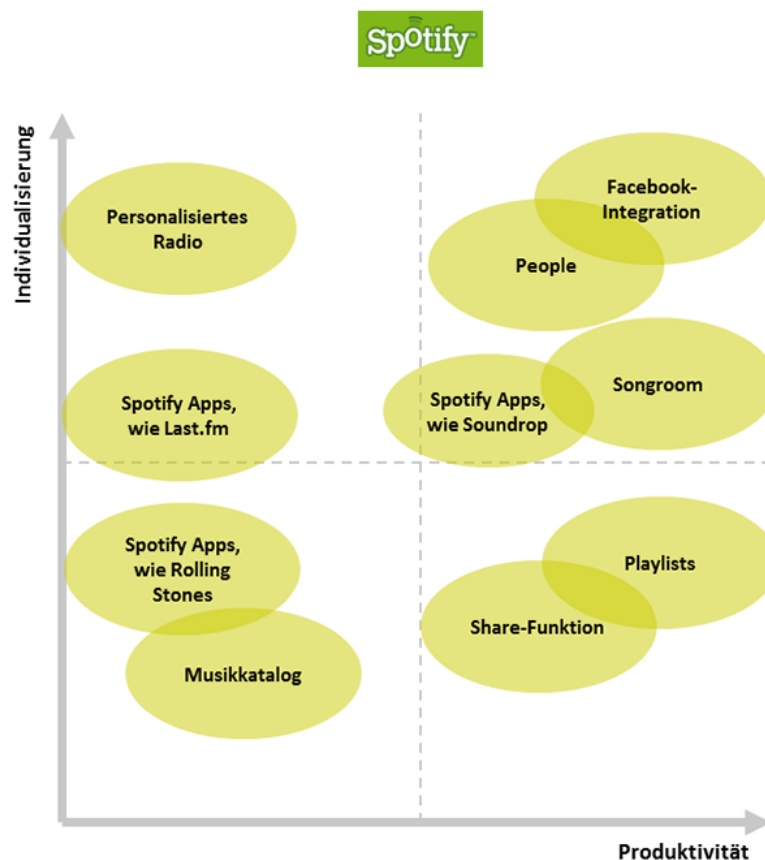 Spotify
Individualisierung
Facebook-
Integration
Personalisiertes
Radio
People
Songroom
Spotify Apps,
wie Last.fm
Spotify Apps,
wie Soundrop
Spotify Apps,
wie Rolling
Stones
Playlists
Share-Funktion
Musikkatalog
Produktivität